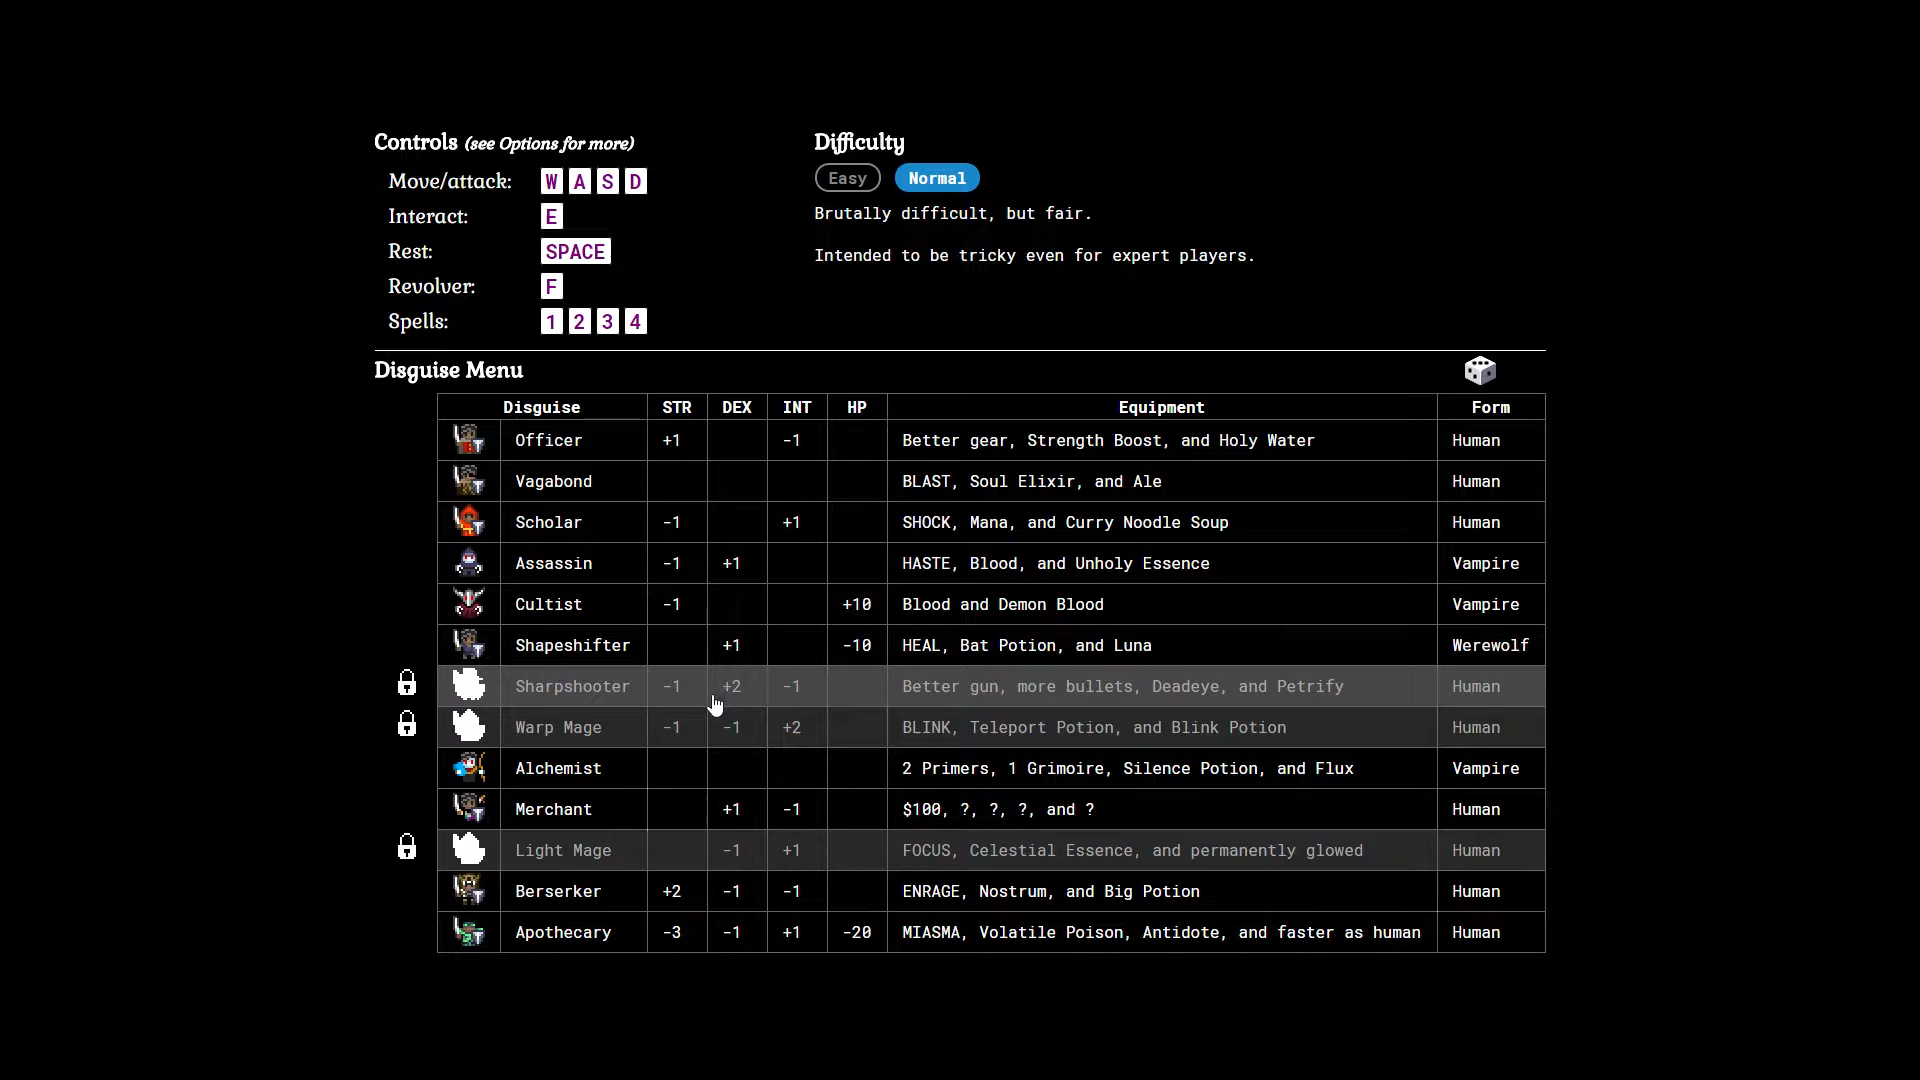 Controls (see Options for more)
Move/attack: W A S D
Interact: E
Rest: SPACE
Revolver: F
Spells: 1 2 3 4
Difficulty
Easy Normal
Brutally difficult, but fair.
Intended to be tricky even for expert players.
Disguise Menu
Disguise STR DEX INT HP Equipment Form
Officer +1 -1 Better gear, Strength Boost, and Holy Water Human
Vagabond BLAST, Soul Elixir, and Ale Human
Scholar -1 +1 SHOCK, Mana, and Curry Noodle Soup Human
Assassin -1 +1 HASTE, Blood, and Unholy Essence Vampire
Cultist -1 +10 Blood and Demon Blood Vampire
Shapeshifter +1 -10 HEAL, Bat Potion, and Luna Werewolf
Sharpshooter -1 +2 -1 Better gun, more bullets, Deadeye, and Petrify Human
Warp Mage -1 -1 +2 BLINK, Teleport Potion, and Blink Potion Human
Alchemist 2 Primers, 1 Grimoire, Silence Potion, and Flux Vampire
Merchant +1 -1 $100, ?, ?, ?, and ? Human
Light Mage -1 +1 FOCUS, Celestial Essence, and permanently glowed Human
Berserker +2 -1 -1 ENRAGE, Nostrum, and Big Potion Human
Apothecary -3 -1 +1 -20 MIASMA, Volatile Poison, Antidote, and faster as human Human